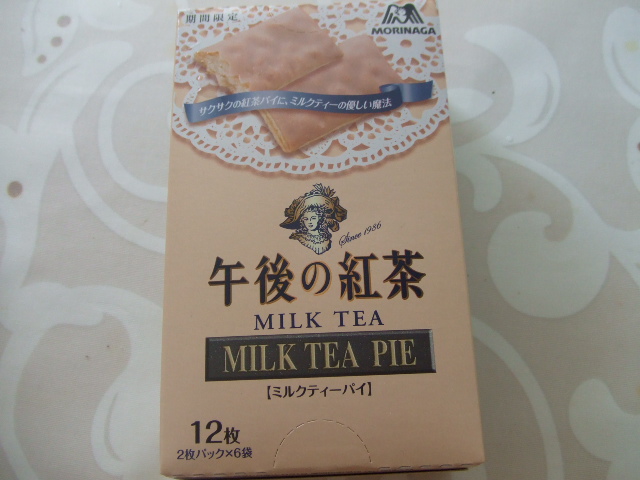 期間限定
MORINAGA
サクサクの紅茶パイに、ミルクティーの優しい魔法
Since 1986
午後の紅茶
MILK TEA
MILK TEA PIE
【ミルクティーパイ】
12枚
2枚パック×6袋